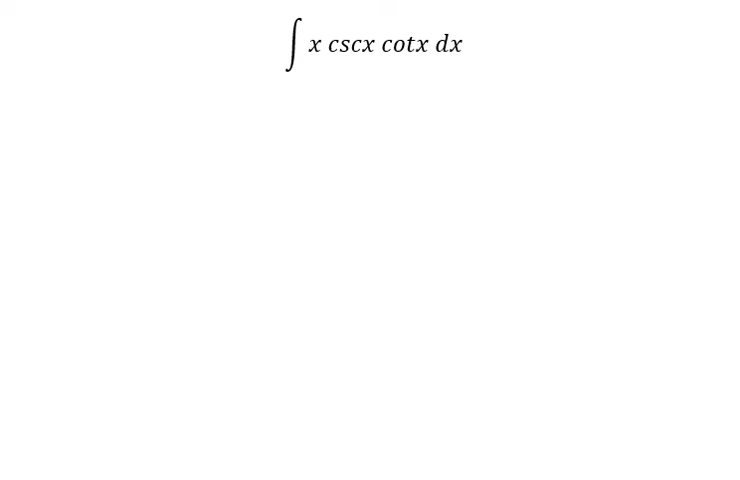 ∫ x cscx cotx dx